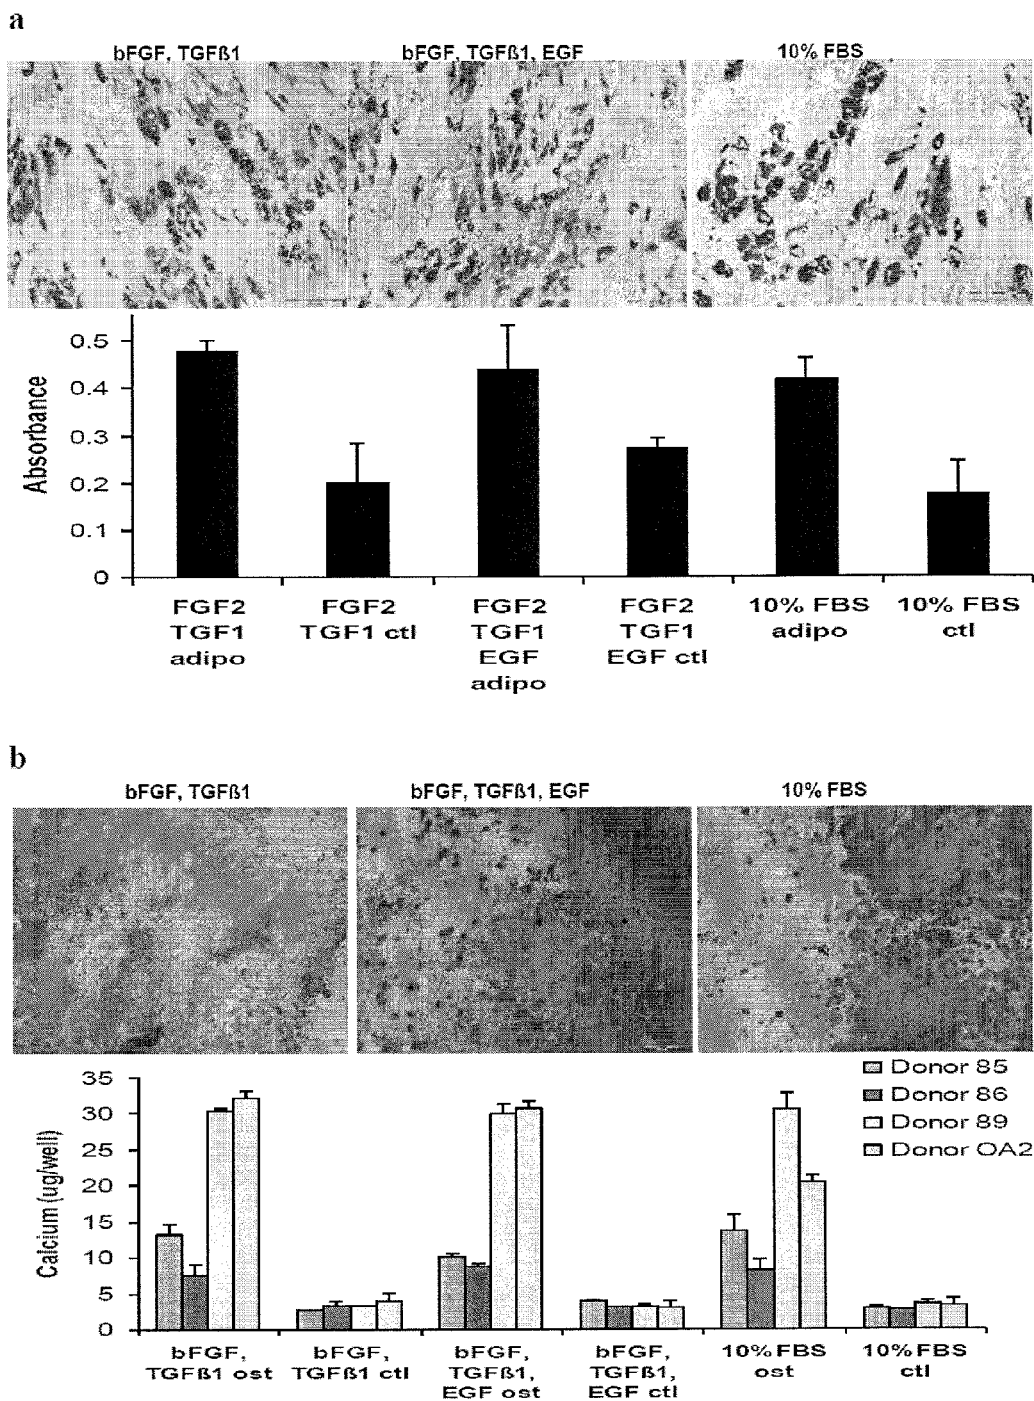 a
bFGF, TGFß1
bFGF, TGFß1, EGF
10% FBS
Absorbance
0.5
0.4
0.3
0.2
0.1
0
FGF2
TGF1
adipo
FGF2
TGF1 ctl
FGF2
TGF1
EGF
adipo
FGF2
TGF1
EGF ctl
10% FBS
adipo
10% FBS
ctl
b
bFGF, TGFß1
bFGF, TGFß1, EGF
10% FBS
Donor 85
Donor 86
Donor 89
Donor OA2
Calcium (ug/well)
35
30
25
20
15
10
5
0
bFGF,
TGFß1 ost
bFGF,
TGFß1 ctl
bFGF,
TGFß1,
EGF ost
bFGF,
TGFß1,
EGF ctl
10% FBS
ost
10% FBS
ctl